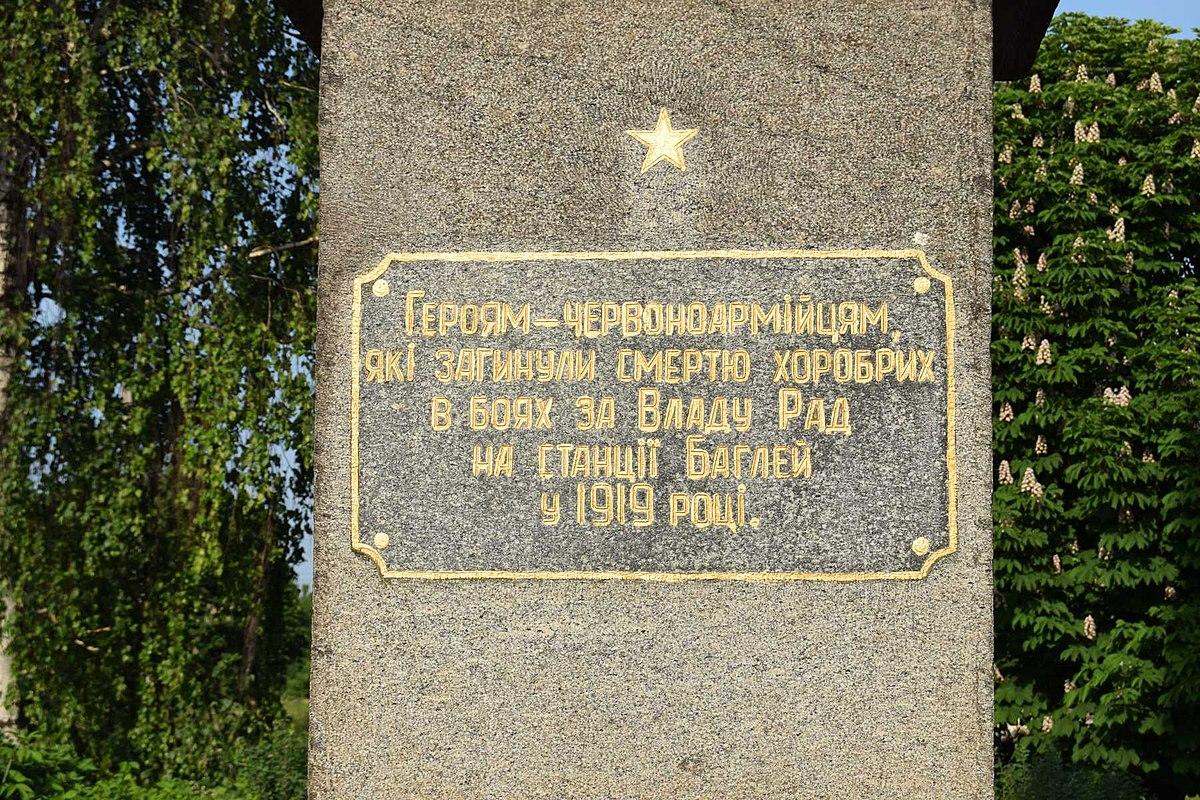 Героям-червоноармійцям,
які загинули смертю хоробрих
в боях за Владу Рад
на станції Баглей
у 1919 році.